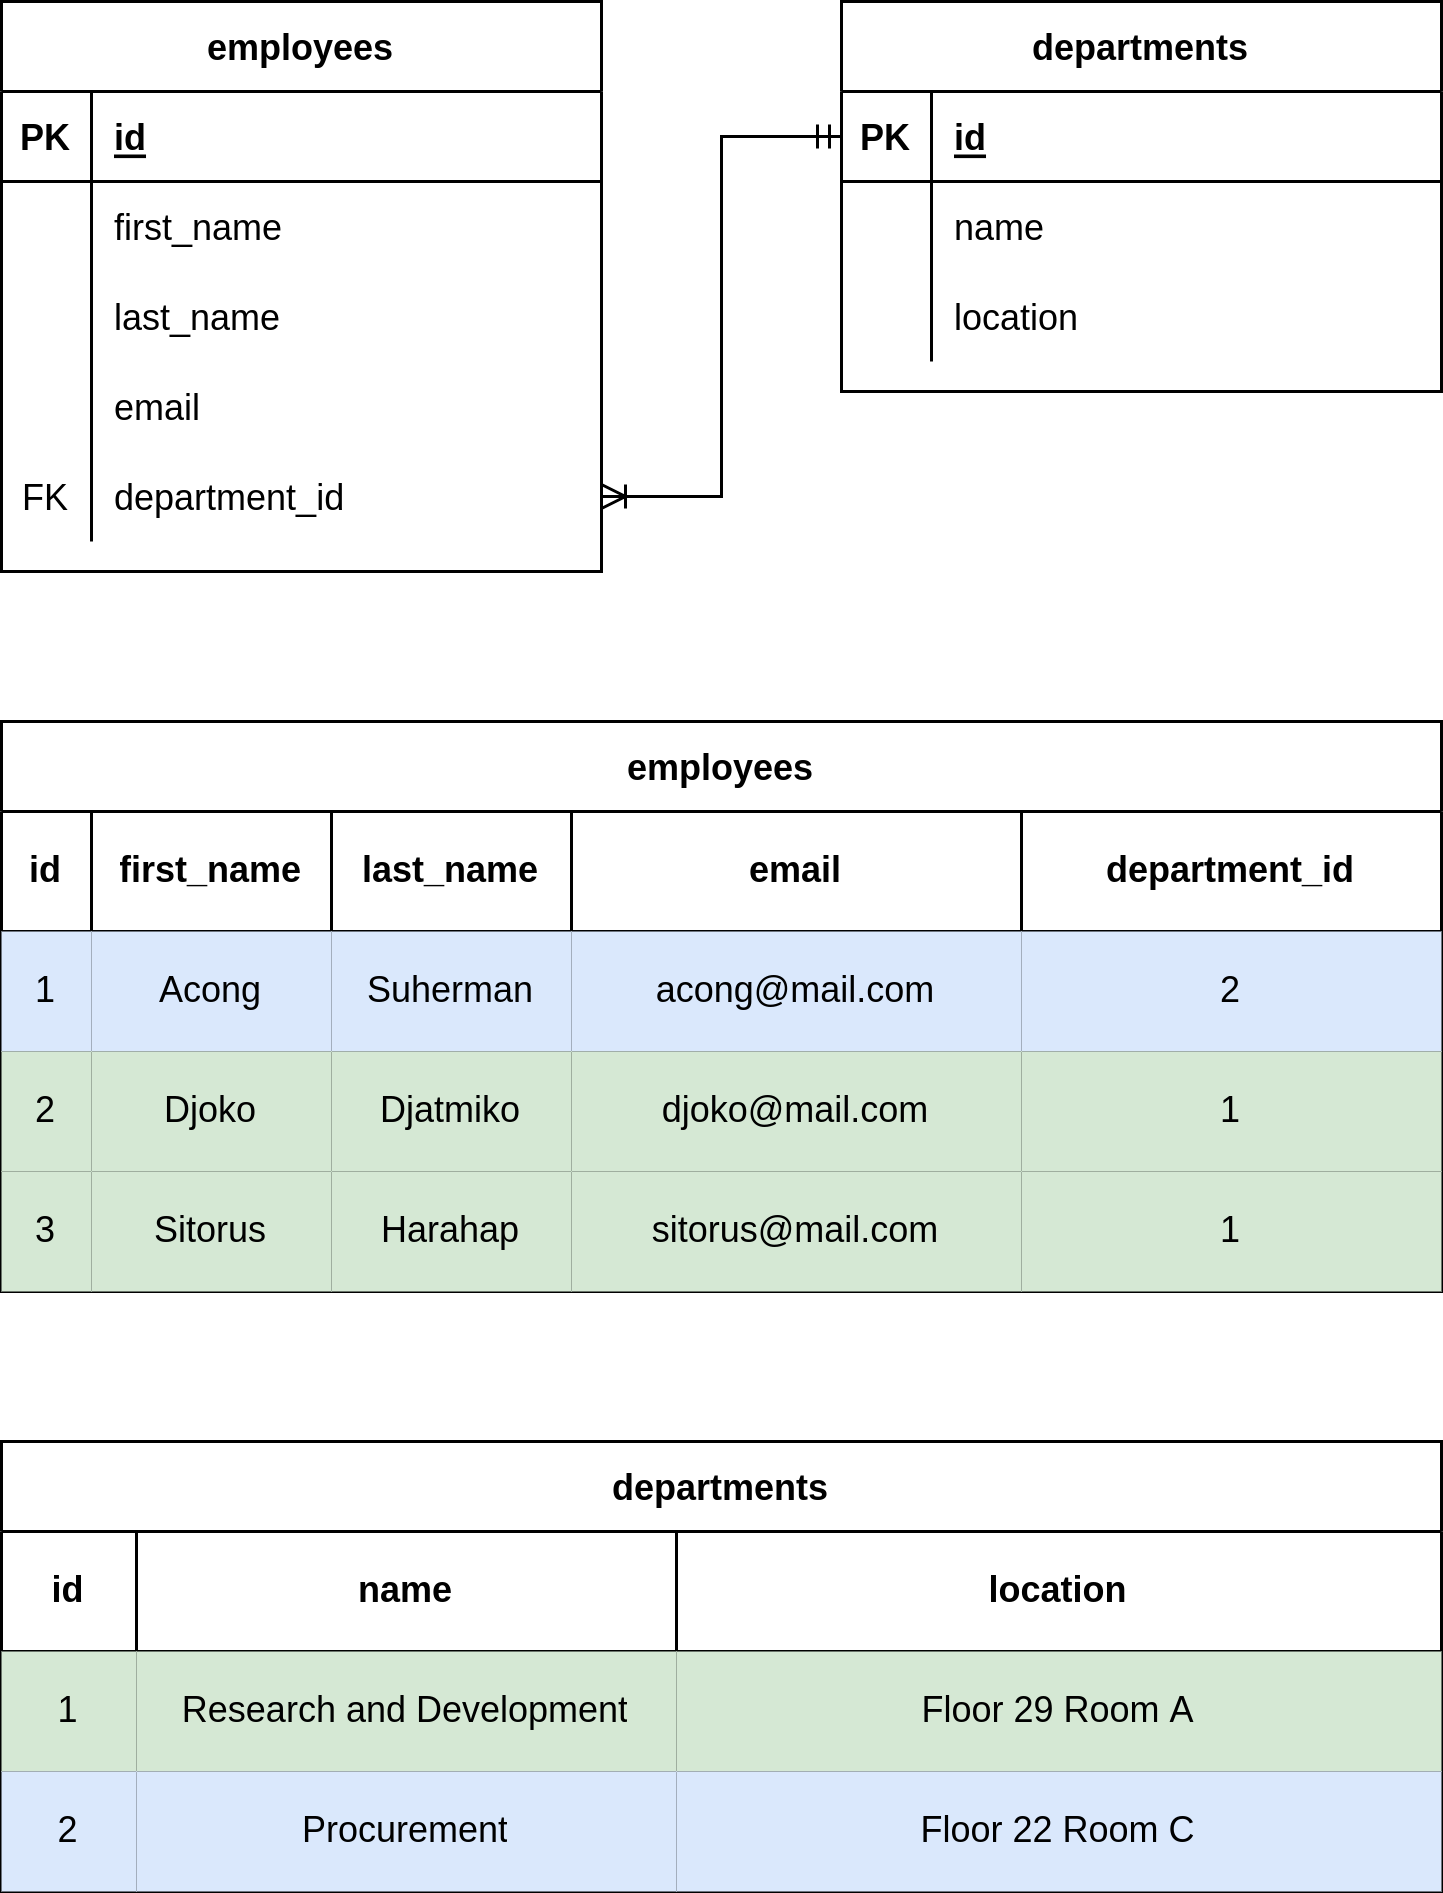 employees
PK id
first_name
last_name
email
FK department_id
departments
PK id
name
location
employees
id first_name last_name email department_id
1 Acong Suherman acong@mail.com 2
2 Djoko Djatmiko djoko@mail.com 1
3 Sitorus Harahap sitorus@mail.com 1
departments
id name location
1 Research and Development Floor 29 Room A
2 Procurement Floor 22 Room C